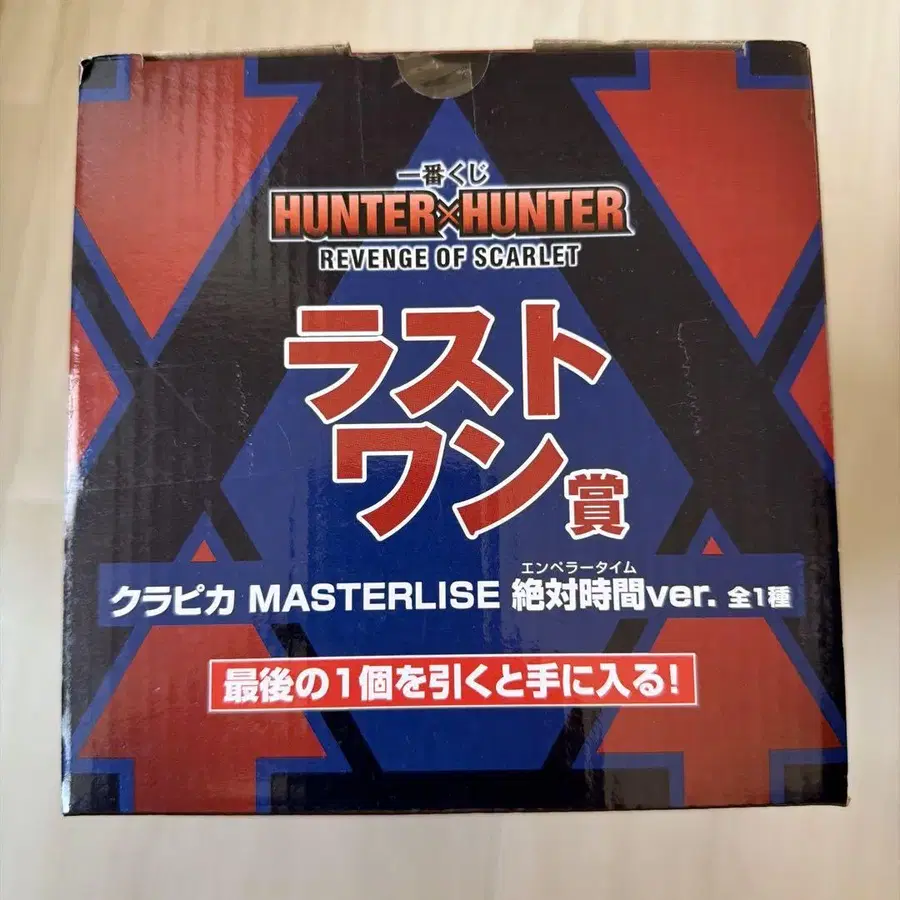 一番くじ
HUNTER×HUNTER
REVENGE OF SCARLET
ラスト
ワン賞
エンペラータイム
クラピカ MASTERLISE 絶対時間ver. 全1種
最後の1個を引くと手に入る!